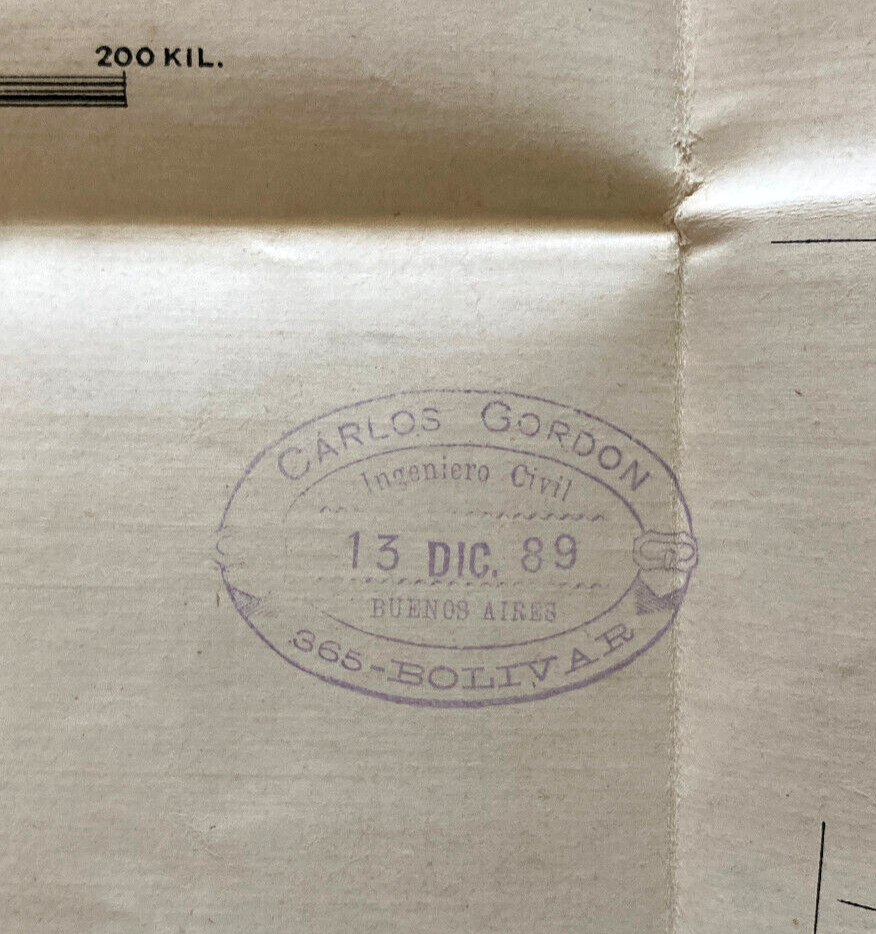 200 KIL.
CARLOS GORDON
Ingeniero Civil
13 DIC. 89
BUENOS AIRES
365-BOLIVAR